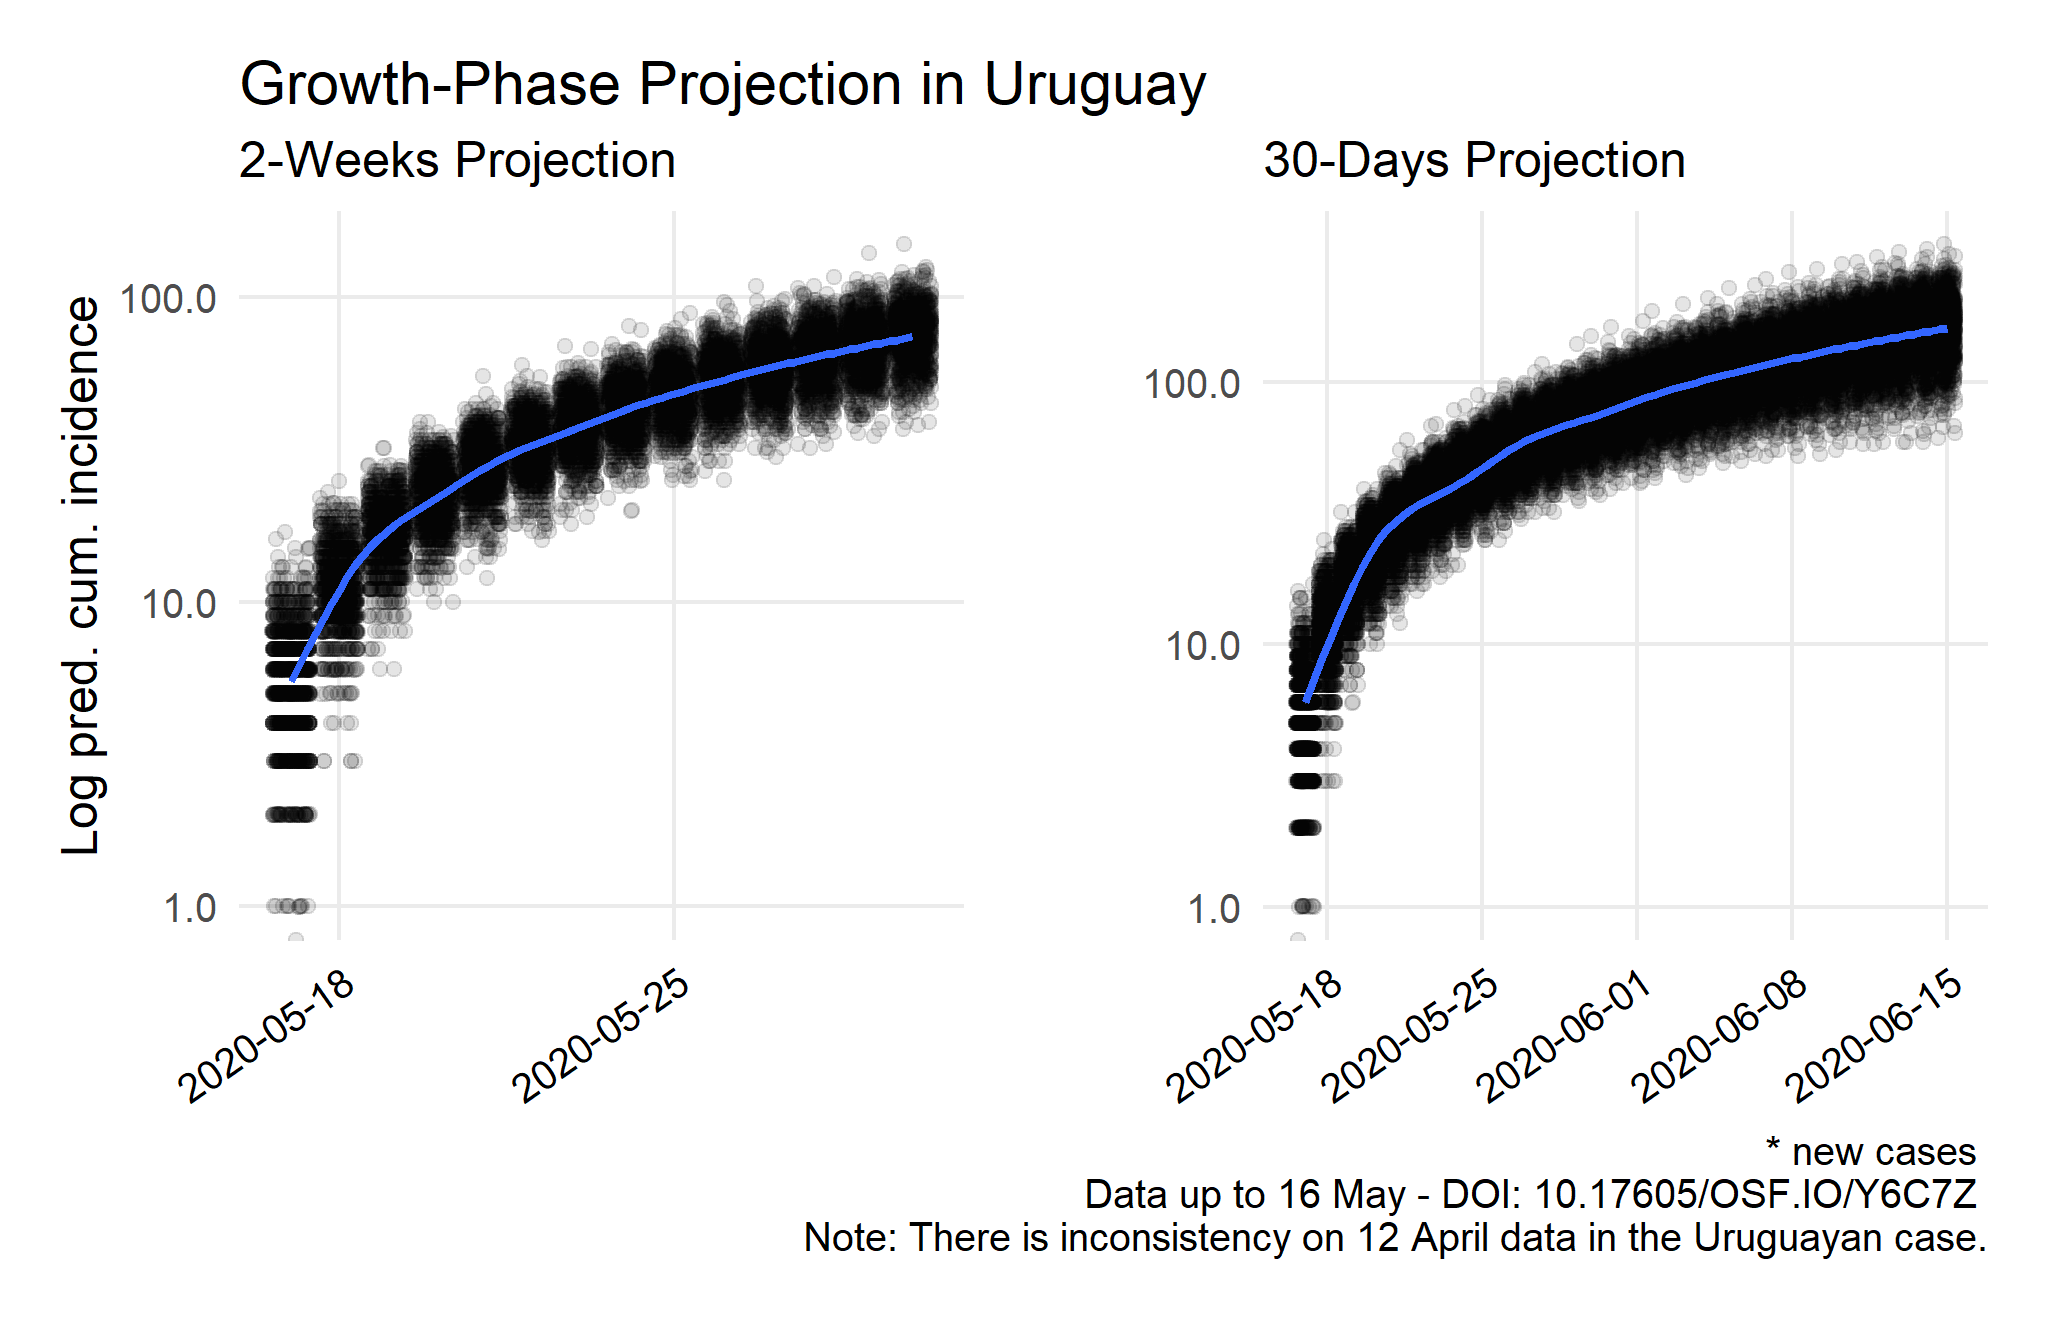 Growth-Phase Projection in Uruguay
2-Weeks Projection
Log pred. cum. incidence
100.0
10.0
1.0
2020-05-18
2020-05-25
30-Days Projection
100.0
10.0
1.0
2020-05-18
2020-05-25
2020-06-01
2020-06-08
2020-06-15
* new cases
Data up to 16 May - DOI: 10.17605/OSF.IO/Y6C7Z
Note: There is inconsistency on 12 April data in the Uruguayan case.